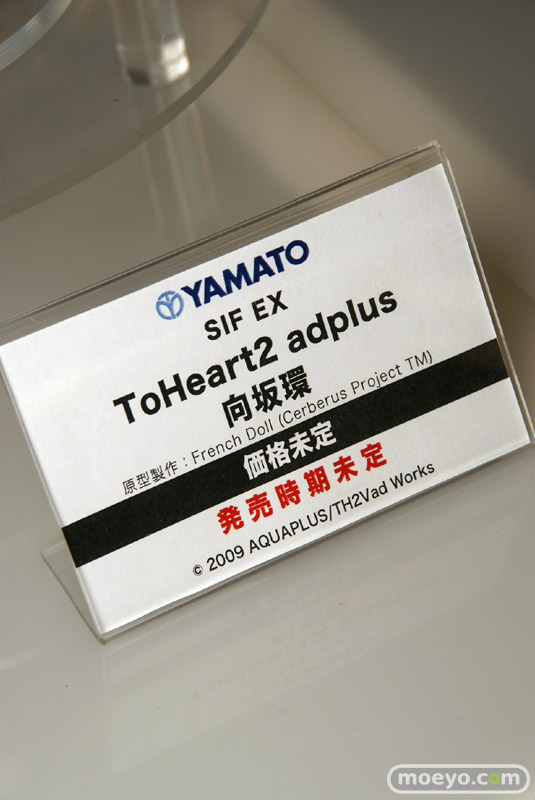 YAMATO
SIF EX
ToHeart2 adplus
向坂環
原型製作：French Doll (Cerberus Project TM)
価格未定
発売時期未定
© 2009 AQUAPLUS/TH2Vad Works
moeyo.com